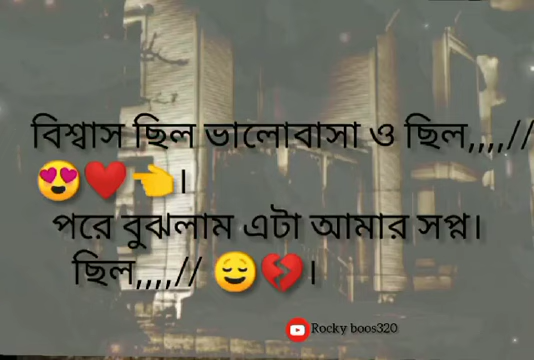 বিশ্বাস ছিল ভালোবাসা ও ছিল,,,,//
😍❤️👈।
পরে বুঝলাম এটা আমার সপ্ন।
ছিল,,,,// 😌💔।
Rocky boos320